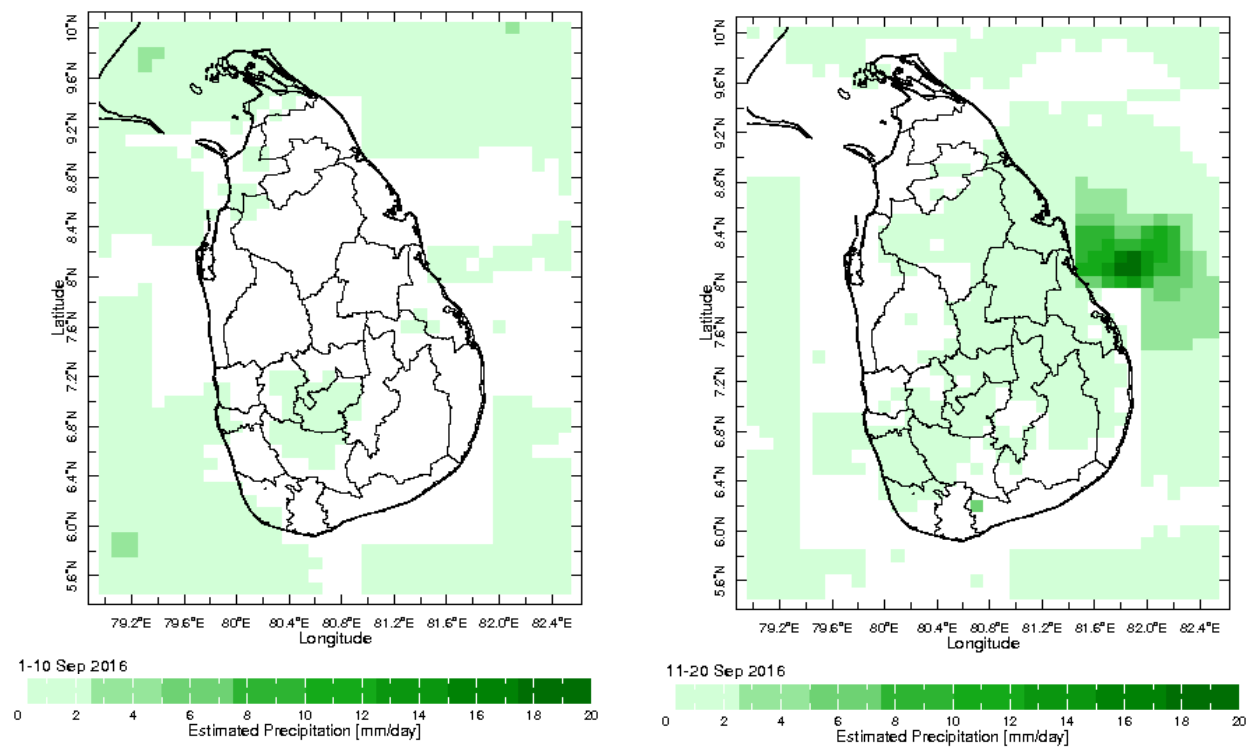 10°N
9.6°N
9.2°N
8.8°N
8.4°N
8°N
7.6°N
7.2°N
6.8°N
6.4°N
6.0°N
5.6°N
Latitude
79.2°E 79.6°E 80°E 80.4°E 80.8°E 81.2°E 81.6°E 82.0°E 82.4°E
Longitude
1-10 Sep 2016
0 2 4 6 8 10 12 14 16 18 20
Estimated Precipitation [mm/day]
10°N
9.6°N
9.2°N
8.8°N
8.4°N
8°N
7.6°N
7.2°N
6.8°N
6.4°N
6.0°N
5.6°N
Latitude
79.2°E 79.6°E 80°E 80.4°E 80.8°E 81.2°E 81.6°E 82.0°E 82.4°E
Longitude
11-20 Sep 2016
0 2 4 6 8 10 12 14 16 18 20
Estimated Precipitation [mm/day]